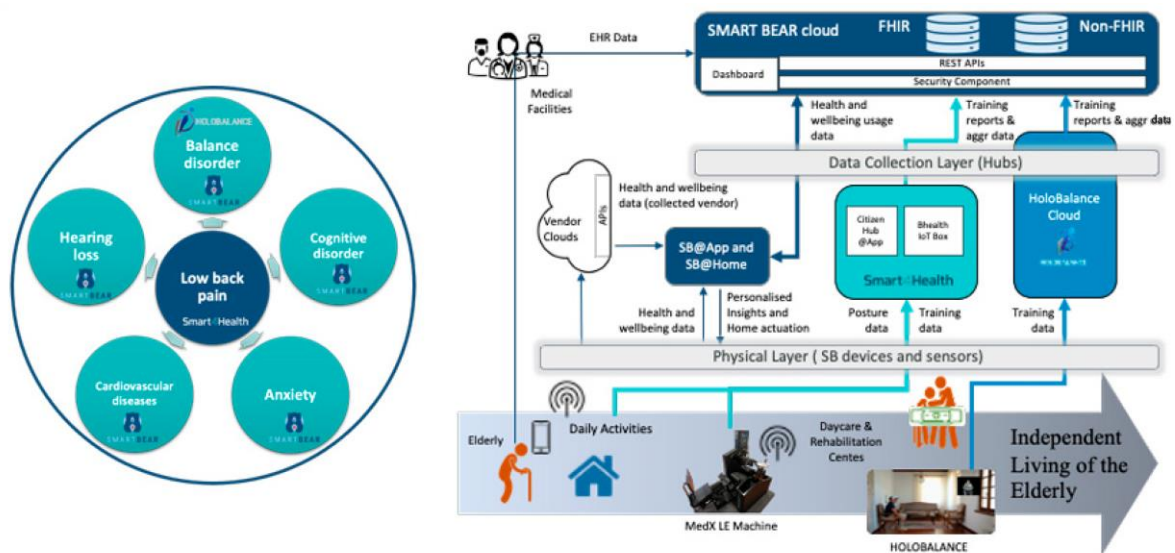 HOLOBALANCE
Balance
disorder
SMART BEAR
Hearing
loss
SMART BEAR
Cognitive
disorder
SMART BEAR
Low back
pain
Smart4Health
Cardiovascular
diseases
SMART BEAR
Anxiety
SMART BEAR
EHR Data
Medical
Facilities
SMART BEAR cloud
FHIR
Non-FHIR
Dashboard
REST APIs
Security Component
Health and
wellbeing usage
data
Training
reports &
aggr data
Training
reports & aggr data
Data Collection Layer (Hubs)
Vendor
Clouds
APIs
Health and wellbeing
data (collected vendor)
SB@App and
SB@Home
Citizen
Hub
@App
Bhealth
IoT Box
Smart4Health
HoloBalance
Cloud
HOLOBALANCE
Health and
wellbeing data
Personalised
Insights and
Home actuation
Posture
data
Training
data
Training
data
Physical Layer ( SB devices and sensors)
Elderly
Daily Activities
MedX LE Machine
Daycare &
Rehabilitation
Centes
HOLOBALANCE
Independent
Living of the
Elderly